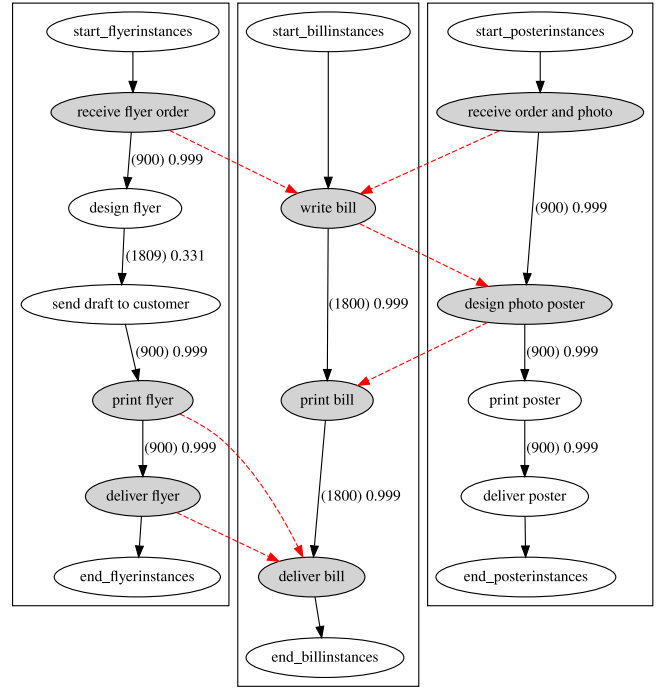 start_flyerinstances
start_billinstances
start_posterinstances
receive flyer order
receive order and photo
(900) 0.999
design flyer
write bill
(900) 0.999
(1809) 0.331
send draft to customer
(1800) 0.999
design photo poster
(900) 0.999
(900) 0.999
print flyer
print bill
print poster
(900) 0.999
(900) 0.999
deliver flyer
(1800) 0.999
deliver poster
end_flyerinstances
deliver bill
end_posterinstances
end_billinstances